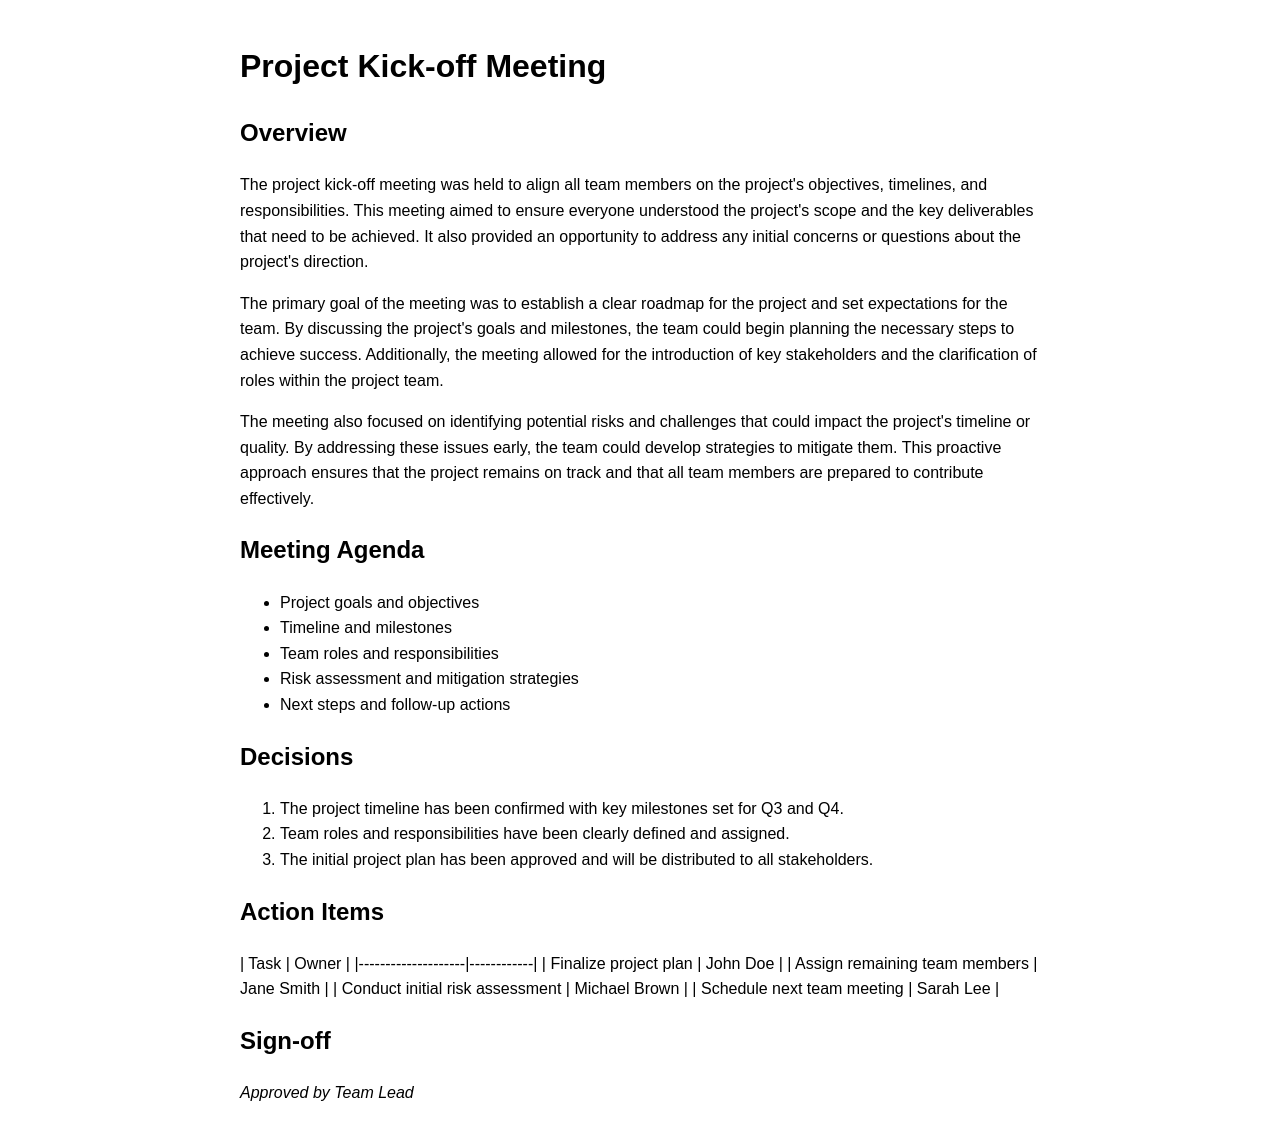 Project Kick-off Meeting
Overview
The project kick-off meeting was held to align all team members on the project's objectives, timelines, and
responsibilities. This meeting aimed to ensure everyone understood the project's scope and the key deliverables
that need to be achieved. It also provided an opportunity to address any initial concerns or questions about the
project's direction.
The primary goal of the meeting was to establish a clear roadmap for the project and set expectations for the
team. By discussing the project's goals and milestones, the team could begin planning the necessary steps to
achieve success. Additionally, the meeting allowed for the introduction of key stakeholders and the clarification of
roles within the project team.
The meeting also focused on identifying potential risks and challenges that could impact the project's timeline or
quality. By addressing these issues early, the team could develop strategies to mitigate them. This proactive
approach ensures that the project remains on track and that all team members are prepared to contribute
effectively.
Meeting Agenda
• Project goals and objectives
• Timeline and milestones
• Team roles and responsibilities
• Risk assessment and mitigation strategies
• Next steps and follow-up actions
Decisions
1. The project timeline has been confirmed with key milestones set for Q3 and Q4.
2. Team roles and responsibilities have been clearly defined and assigned.
3. The initial project plan has been approved and will be distributed to all stakeholders.
Action Items
| Task | Owner | |--------------------|------------| | Finalize project plan | John Doe | | Assign remaining team members |
Jane Smith | | Conduct initial risk assessment | Michael Brown | | Schedule next team meeting | Sarah Lee |
Sign-off
Approved by Team Lead